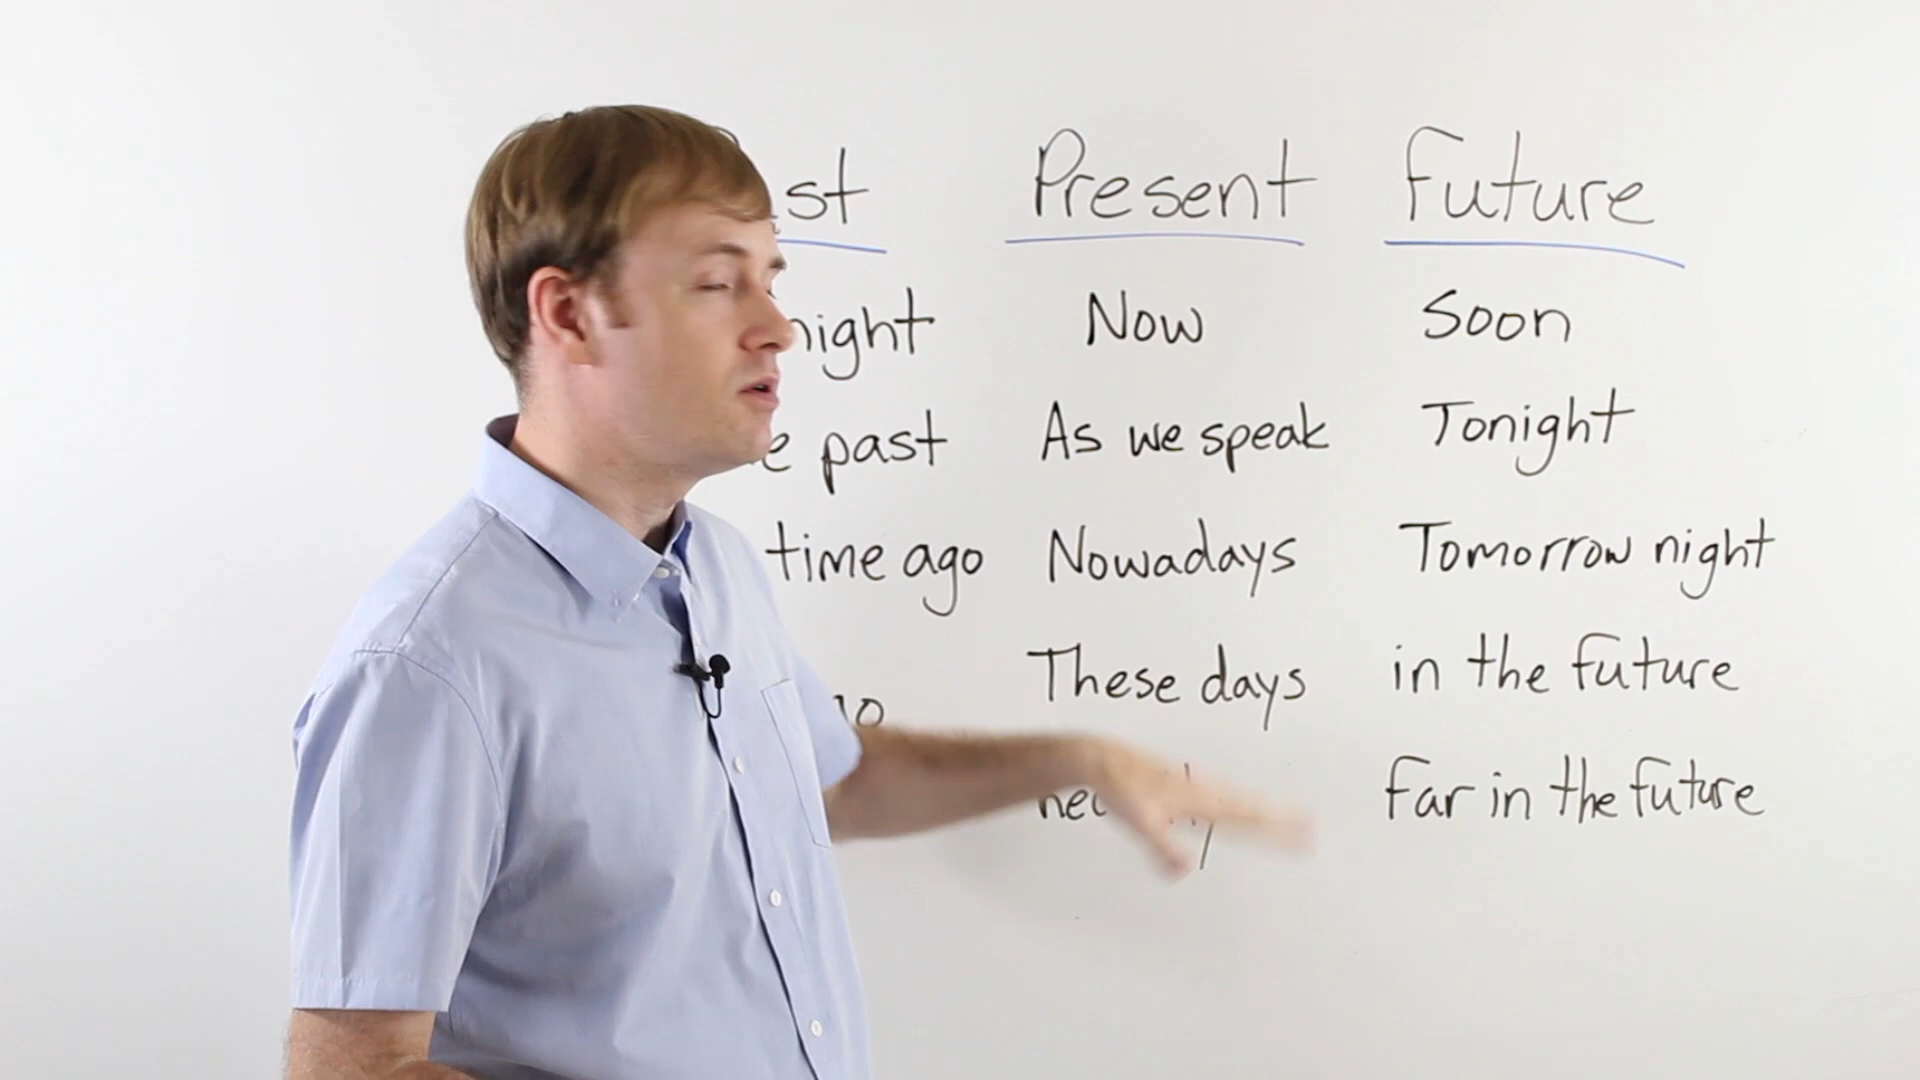 Present Future
night Now Soon
past As we speak Tonight
time ago Nowadays Tomorrow night
These days in the future
far in the future